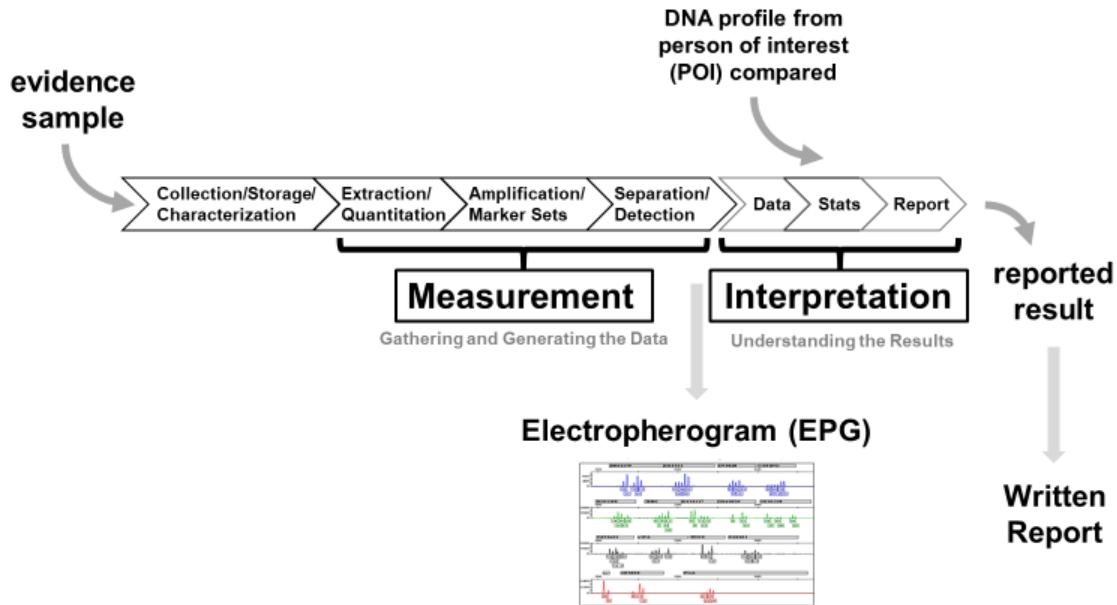 DNA profile from
person of interest
(POI) compared
evidence
sample
Collection/Storage/
Characterization
Extraction/
Quantitation
Amplification/
Marker Sets
Separation/
Detection
Data
Stats
Report
Measurement
Gathering and Generating the Data
Interpretation
Understanding the Results
reported
result
Electropherogram (EPG)
Written
Report